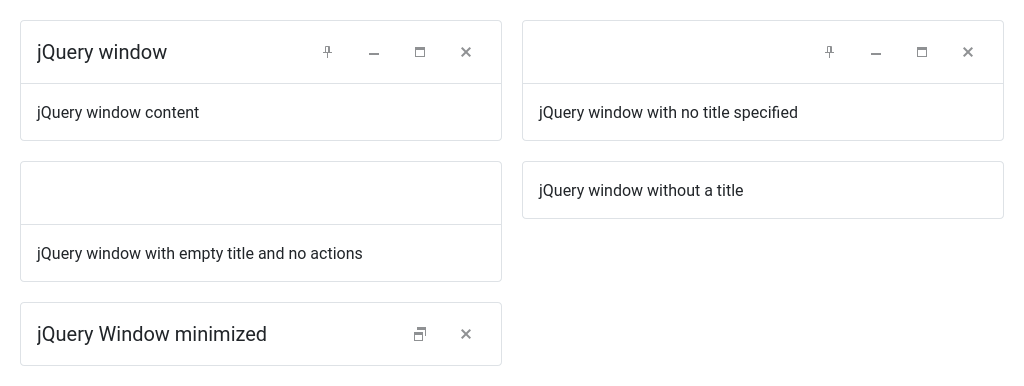 jQuery window
jQuery window content
jQuery window with no title specified
jQuery window with empty title and no actions
jQuery window without a title
jQuery Window minimized